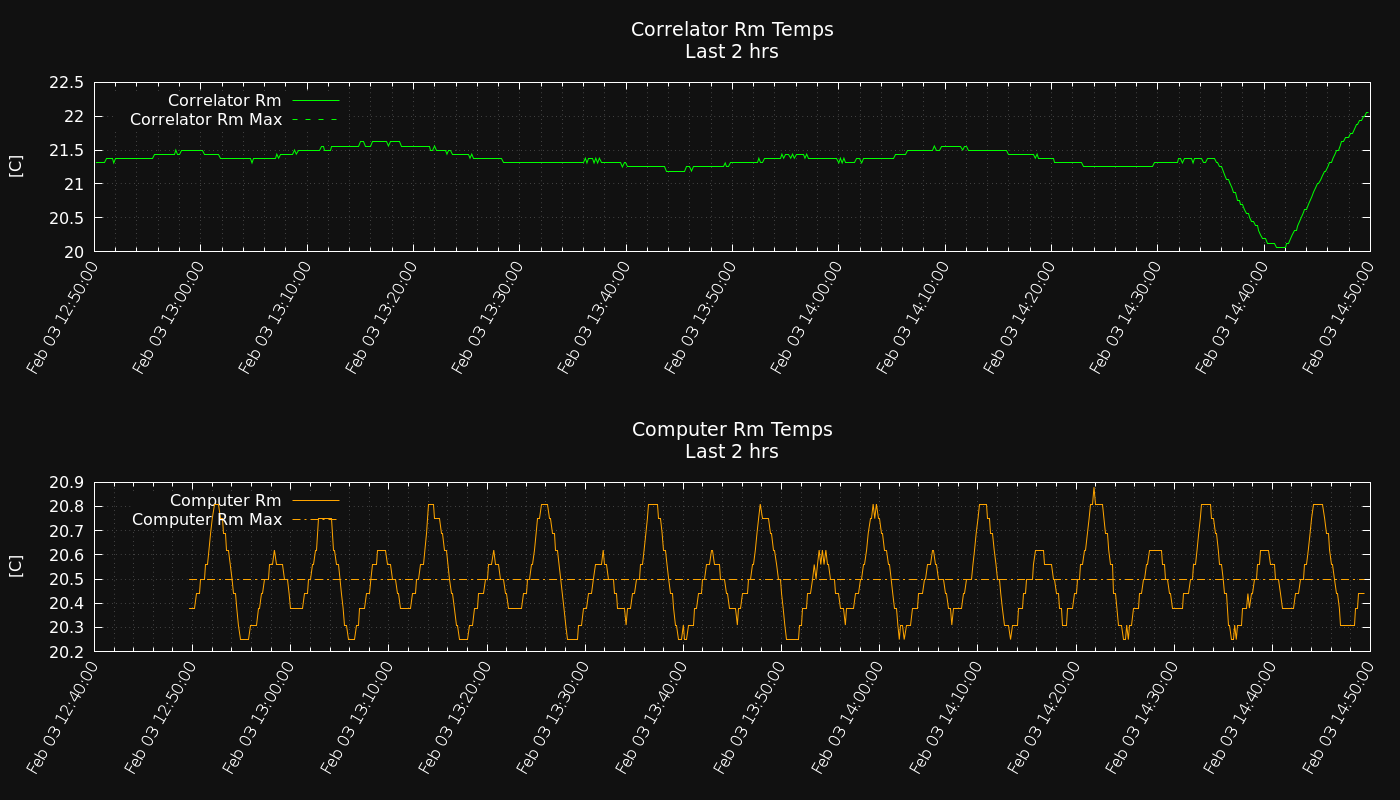 Correlator Rm Temps
Last 2 hrs
22.5
22
21.5
21
20.5
20
[C]
Correlator Rm
Correlator Rm Max
Feb 03 12:50:00
Feb 03 13:00:00
Feb 03 13:10:00
Feb 03 13:20:00
Feb 03 13:30:00
Feb 03 13:40:00
Feb 03 13:50:00
Feb 03 14:00:00
Feb 03 14:10:00
Feb 03 14:20:00
Feb 03 14:30:00
Feb 03 14:40:00
Feb 03 14:50:00
Computer Rm Temps
Last 2 hrs
20.9
20.8
20.7
20.6
20.5
20.4
20.3
20.2
[C]
Computer Rm
Computer Rm Max
Feb 03 12:40:00
Feb 03 12:50:00
Feb 03 13:00:00
Feb 03 13:10:00
Feb 03 13:20:00
Feb 03 13:30:00
Feb 03 13:40:00
Feb 03 13:50:00
Feb 03 14:00:00
Feb 03 14:10:00
Feb 03 14:20:00
Feb 03 14:30:00
Feb 03 14:40:00
Feb 03 14:50:00